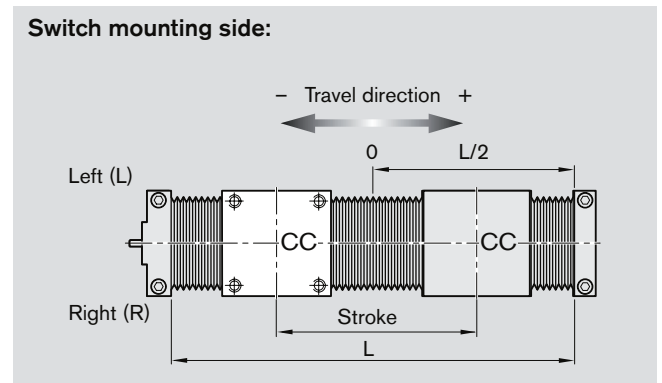 Switch mounting side:
− Travel direction +
0 L/2
Left (L)
CC CC
Right (R)
Stroke
L